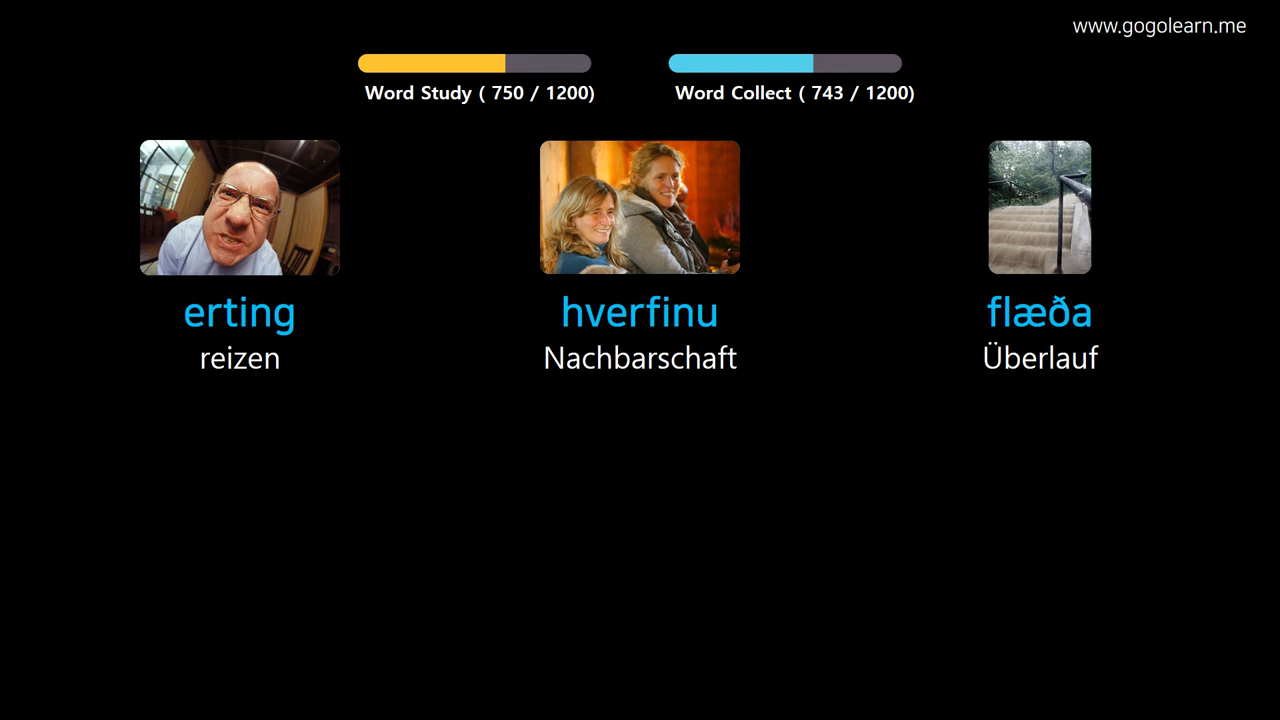 www.gogolearn.me
Word Study ( 750 / 1200)
Word Collect ( 743 / 1200)
erting
hverfinu
flæða
reizen
Nachbarschaft
Überlauf